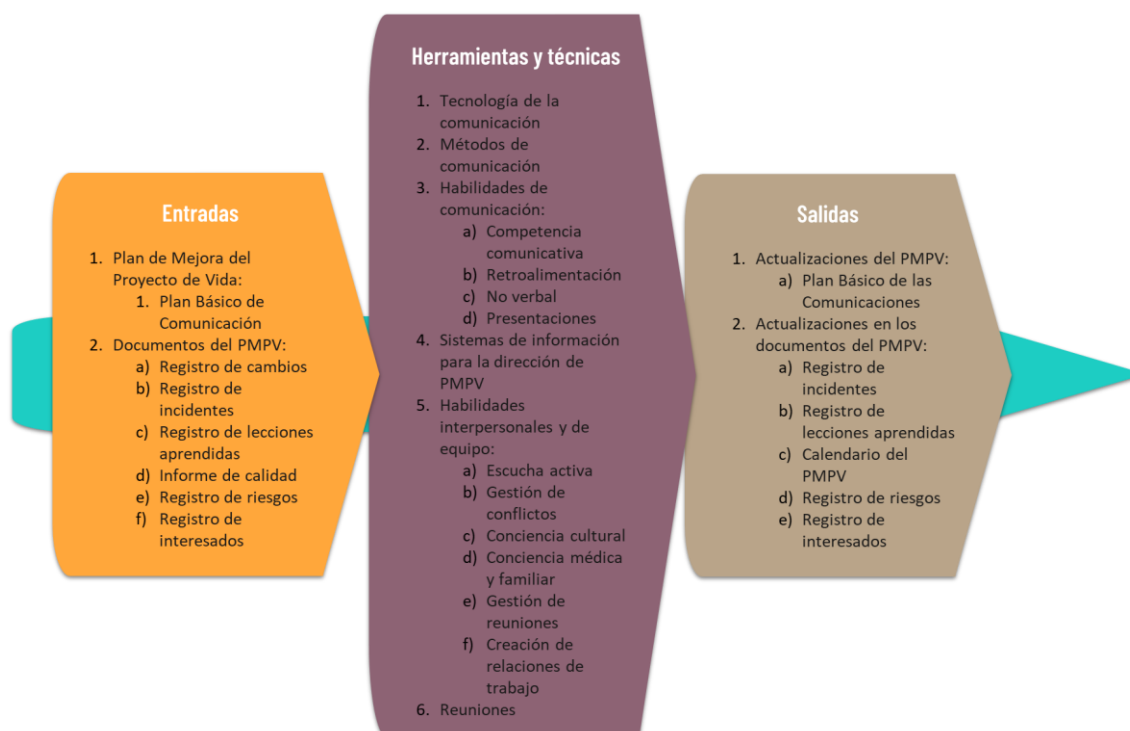 Entradas
1. Plan de Mejora del
Proyecto de Vida:
1. Plan Básico de
Comunicación
2. Documentos del PMPV:
a) Registro de cambios
b) Registro de
incidentes
c) Registro de lecciones
aprendidas
d) Informe de calidad
e) Registro de riesgos
f) Registro de
interesados
Herramientas y técnicas
1. Tecnología de la
comunicación
2. Métodos de
comunicación
3. Habilidades de
comunicación:
a) Competencia
comunicativa
b) Retroalimentación
c) No verbal
d) Presentaciones
4. Sistemas de información
para la dirección de
PMPV
5. Habilidades
interpersonales y de
equipo:
a) Escucha activa
b) Gestión de
conflictos
c) Conciencia cultural
d) Conciencia médica
y familiar
e) Gestión de
reuniones
f) Creación de
relaciones de
trabajo
6. Reuniones
Salidas
1. Actualizaciones del PMPV:
a) Plan Básico de las
Comunicaciones
2. Actualizaciones en los
documentos del PMPV:
a) Registro de
incidentes
b) Registro de
lecciones aprendidas
c) Calendario del
PMPV
d) Registro de riesgos
e) Registro de
interesados